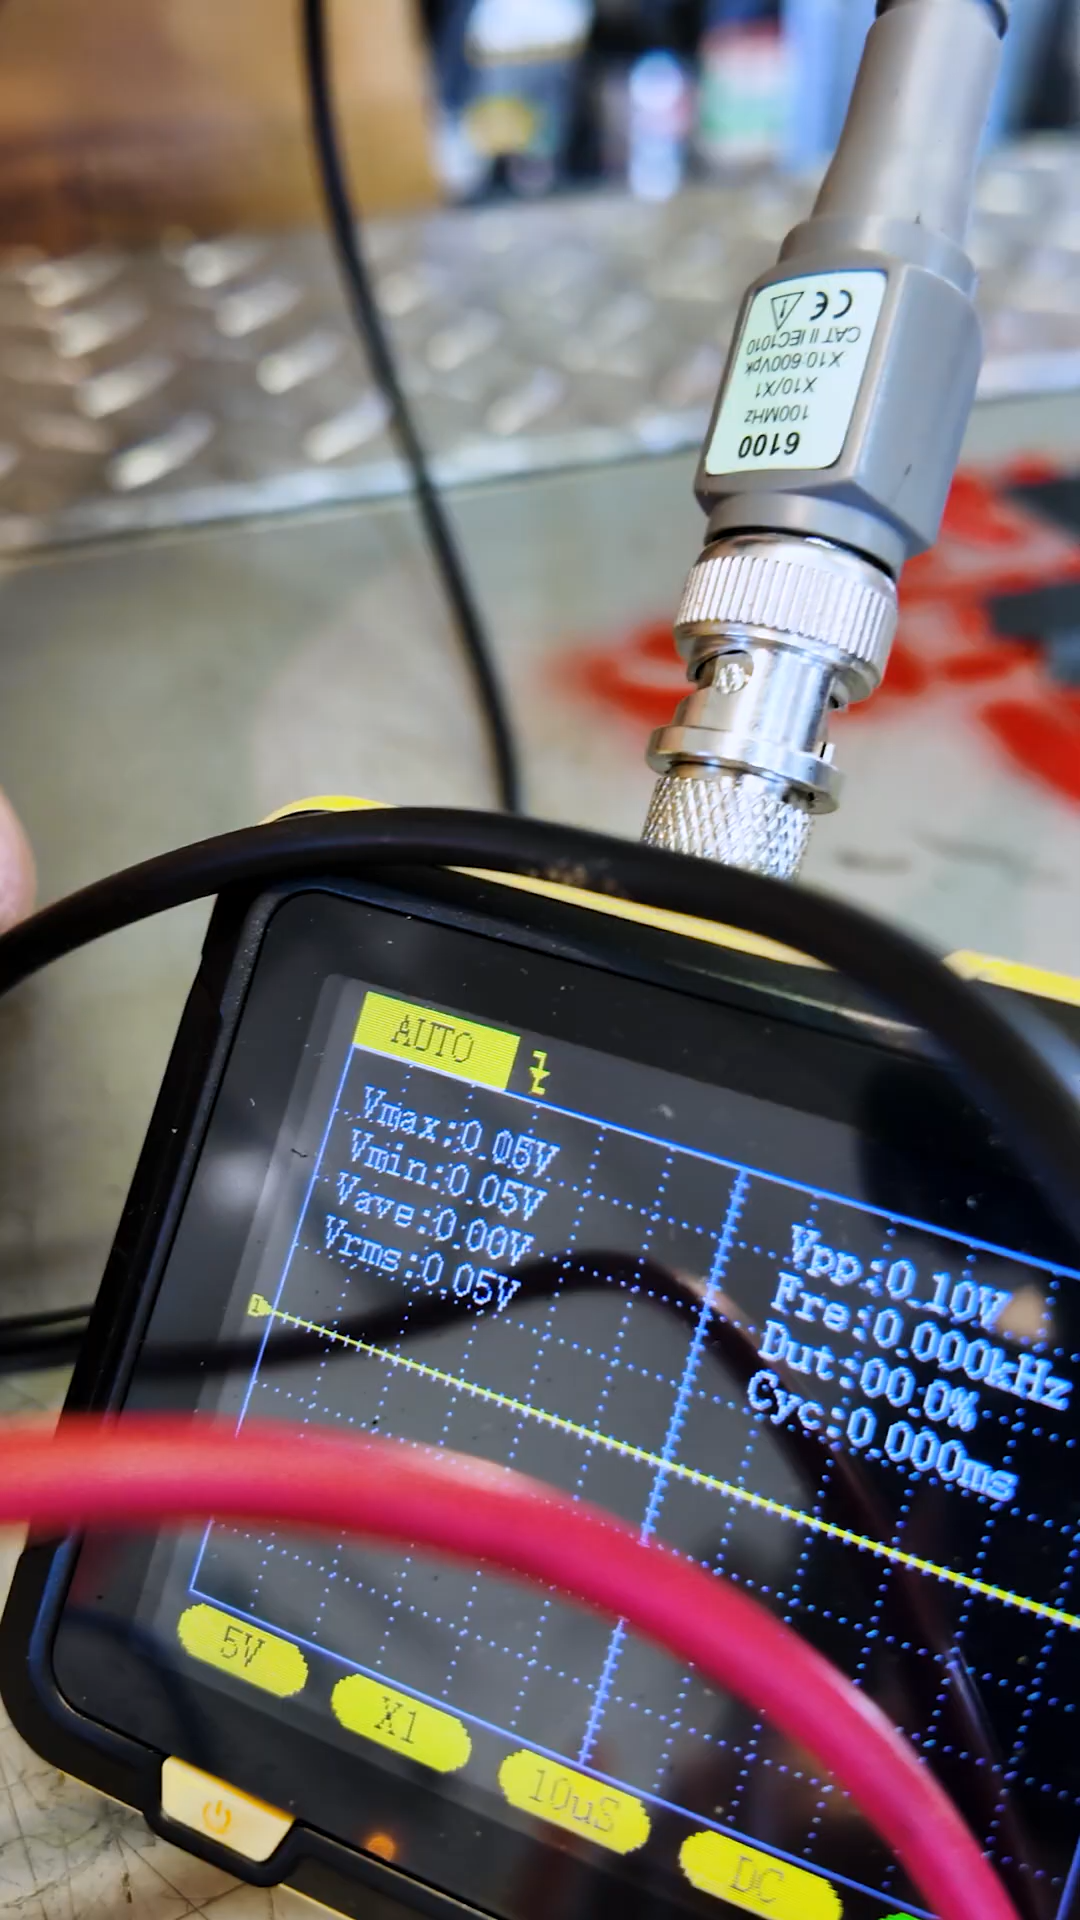 6100
100MHz
X10/X1
X10:600Vpk
CAT II IEC1010
CE
AUTO
Vmax:0.05V
Vmin:0.05V
Vave:0.00V
Vrms:0.05V
Vpp:0.10V
Fre:0.000kHz
Dut:00.0%
Cyc:0.000ms
1
5V
X1
10uS
DC